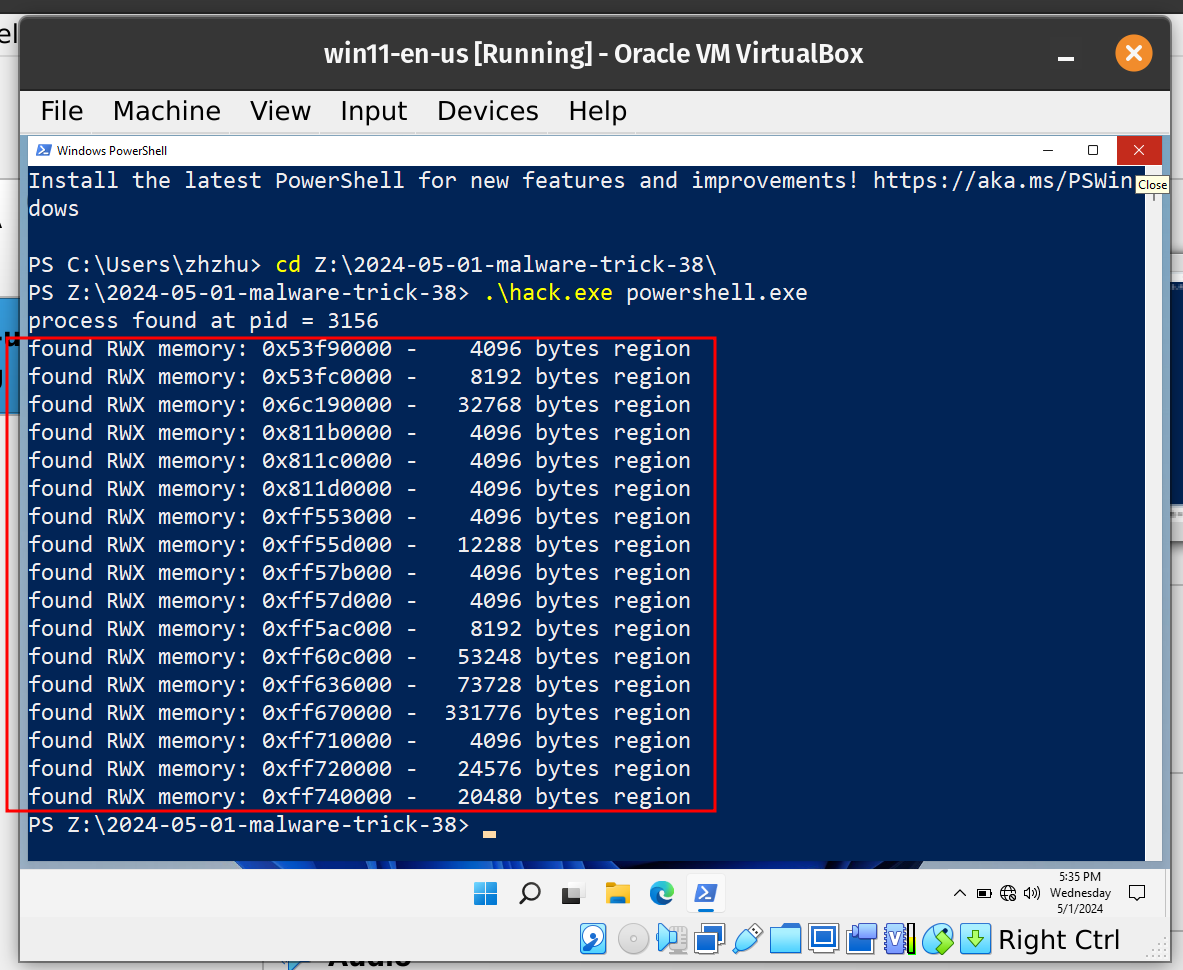 win11-en-us [Running] - Oracle VM VirtualBox
File Machine View Input Devices Help
Windows PowerShell
Install the latest PowerShell for new features and improvements! https://aka.ms/PSWin
dows
Close
PS C:\Users\zhzhu> cd Z:\2024-05-01-malware-trick-38\
PS Z:\2024-05-01-malware-trick-38> .\hack.exe powershell.exe
process found at pid = 3156
found RWX memory: 0x53f90000 -    4096 bytes region
found RWX memory: 0x53fc0000 -    8192 bytes region
found RWX memory: 0x6c190000 -   32768 bytes region
found RWX memory: 0x811b0000 -    4096 bytes region
found RWX memory: 0x811c0000 -    4096 bytes region
found RWX memory: 0x811d0000 -    4096 bytes region
found RWX memory: 0xff553000 -    4096 bytes region
found RWX memory: 0xff55d000 -   12288 bytes region
found RWX memory: 0xff57b000 -    4096 bytes region
found RWX memory: 0xff57d000 -    4096 bytes region
found RWX memory: 0xff5ac000 -    8192 bytes region
found RWX memory: 0xff60c000 -   53248 bytes region
found RWX memory: 0xff636000 -   73728 bytes region
found RWX memory: 0xff670000 -  331776 bytes region
found RWX memory: 0xff710000 -    4096 bytes region
found RWX memory: 0xff720000 -   24576 bytes region
found RWX memory: 0xff740000 -   20480 bytes region
PS Z:\2024-05-01-malware-trick-38>
5:35 PM
Wednesday
5/1/2024
Right Ctrl
Audio